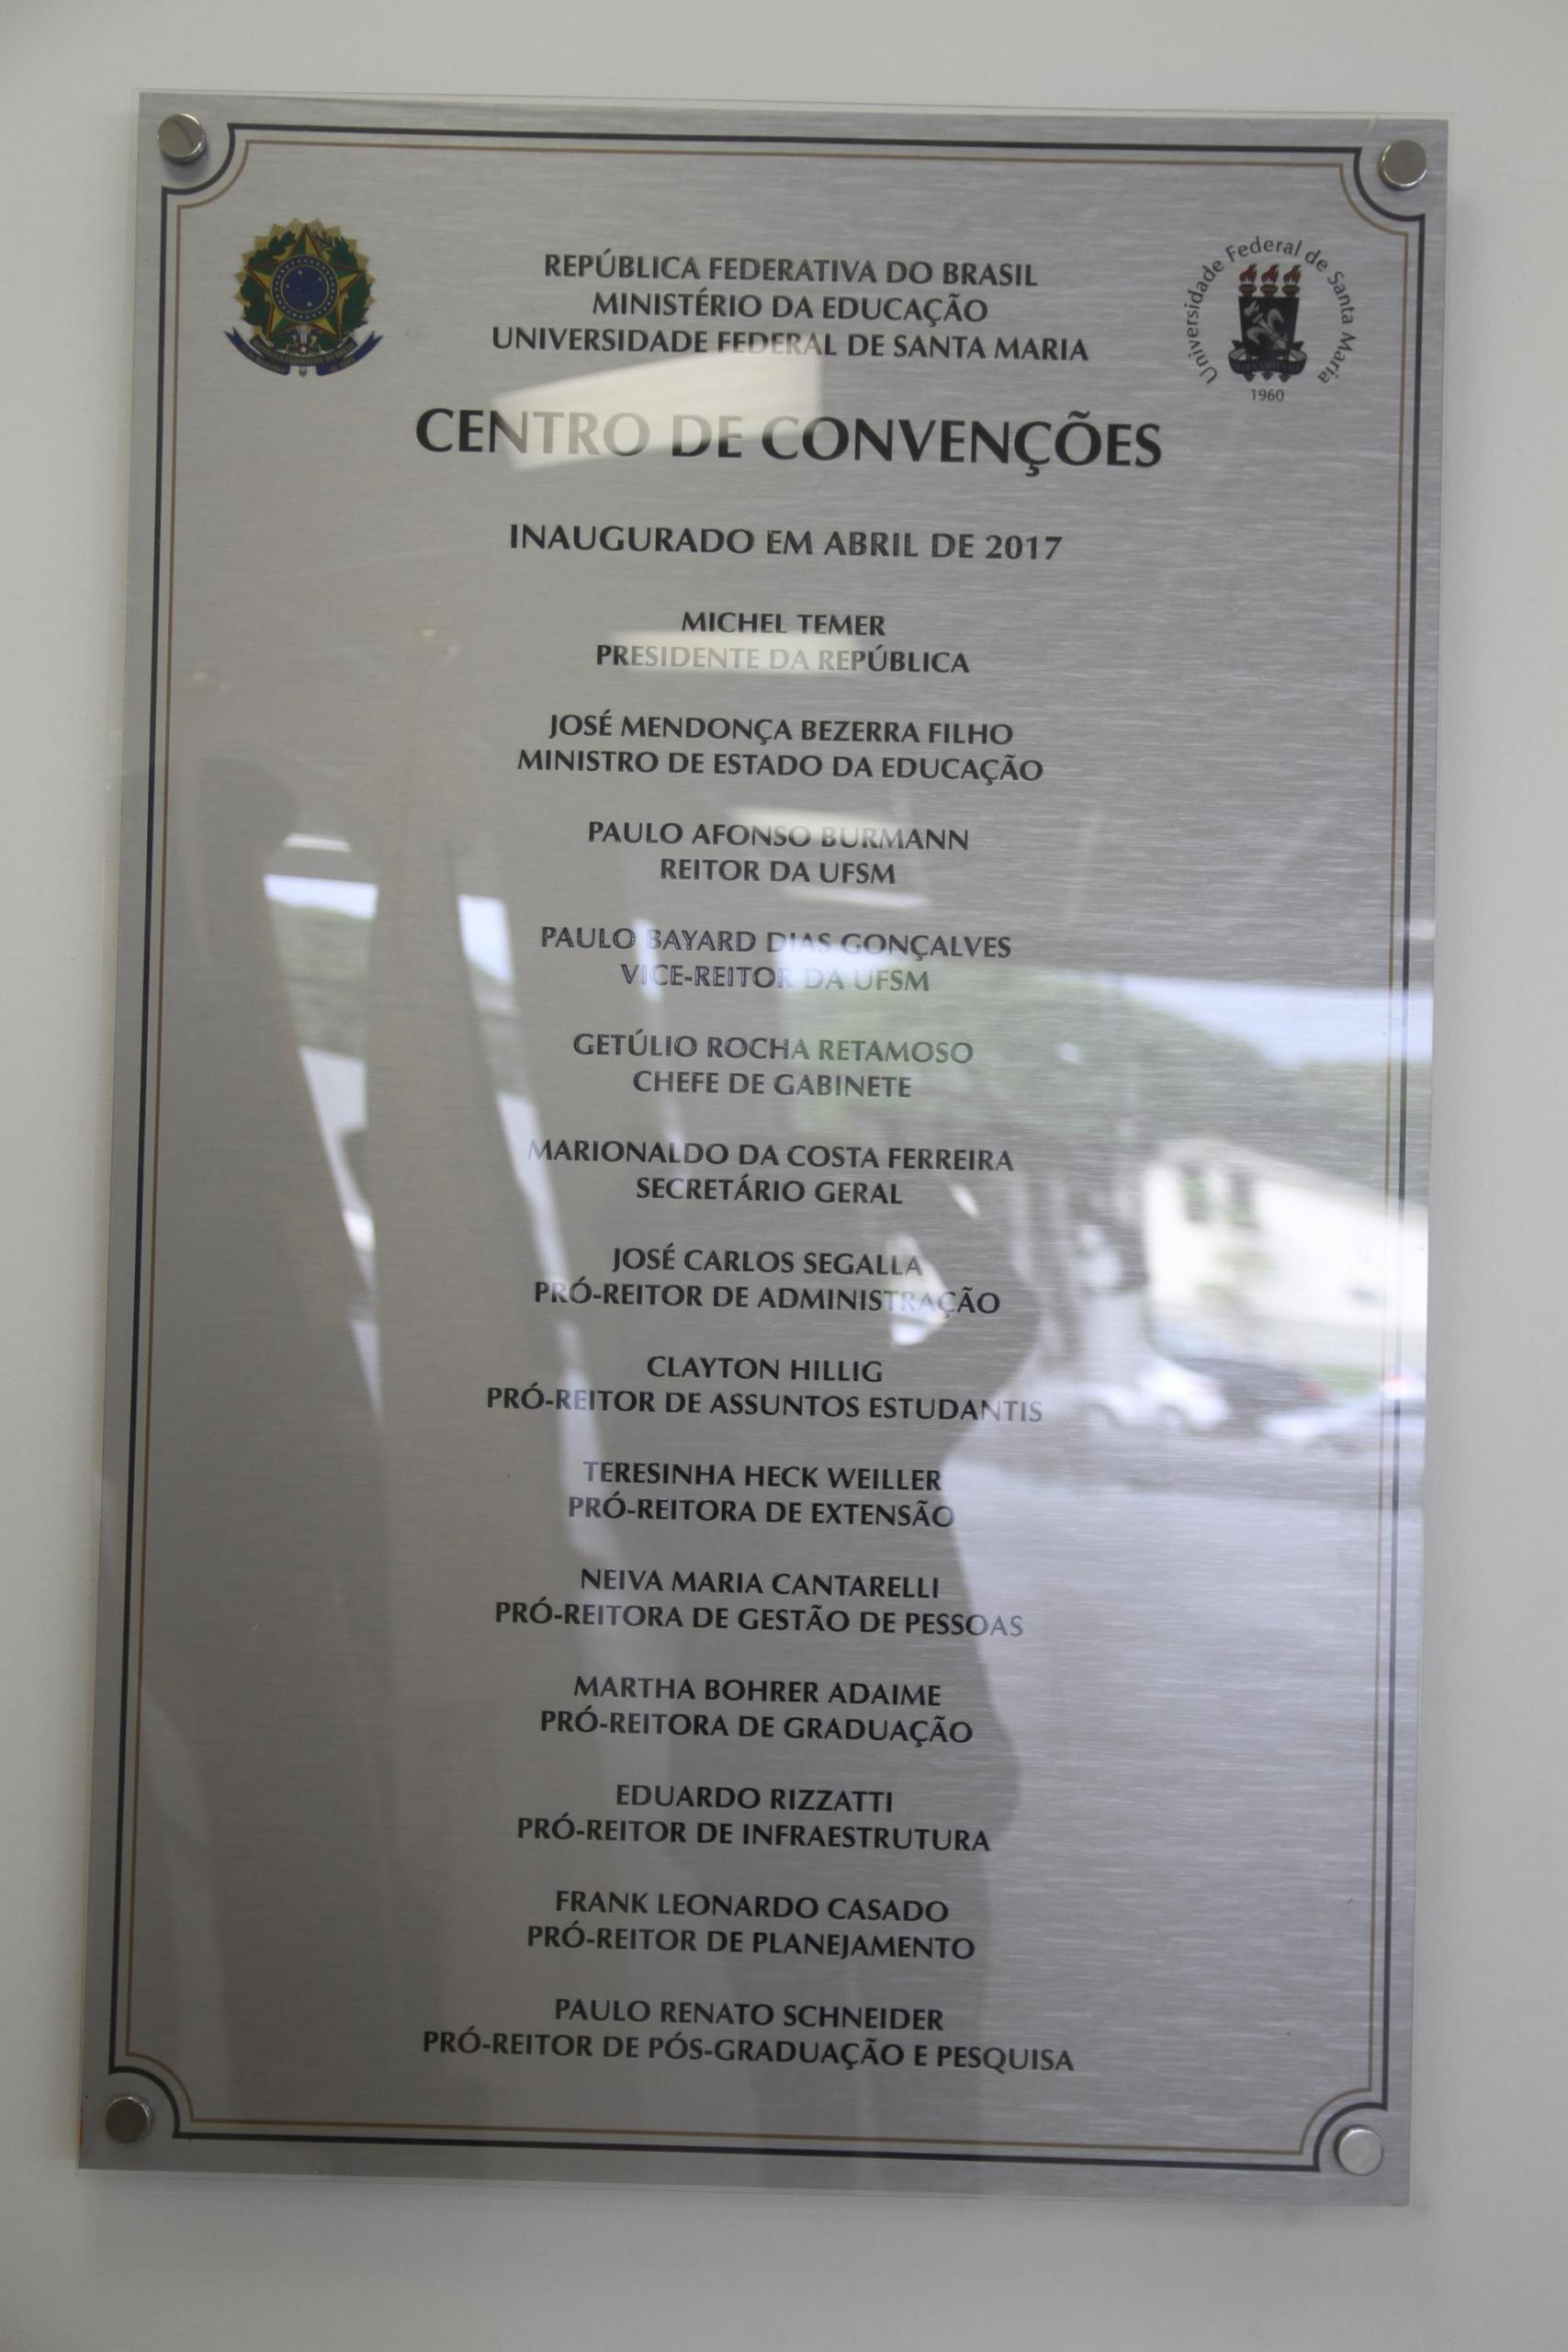 REPÚBLICA FEDERATIVA DO BRASIL
MINISTÉRIO DA EDUCAÇÃO
UNIVERSIDADE FEDERAL DE SANTA MARIA
Universidade Federal de Santa Maria
1960
CENTRO DE CONVENÇÕES
INAUGURADO EM ABRIL DE 2017
MICHEL TEMER
PRESIDENTE DA REPÚBLICA
JOSÉ MENDONÇA BEZERRA FILHO
MINISTRO DE ESTADO DA EDUCAÇÃO
PAULO AFONSO BURMANN
REITOR DA UFSM
PAULO BAYARD DIAS GONÇALVES
VICE-REITOR DA UFSM
GETÚLIO ROCHA RETAMOSO
CHEFE DE GABINETE
MARIONALDO DA COSTA FERREIRA
SECRETÁRIO GERAL
JOSÉ CARLOS SEGALLA
PRÓ-REITOR DE ADMINISTRAÇÃO
CLAYTON HILLIG
PRÓ-REITOR DE ASSUNTOS ESTUDANTIS
TERESINHA HECK WEILLER
PRÓ-REITORA DE EXTENSÃO
NEIVA MARIA CANTARELLI
PRÓ-REITORA DE GESTÃO DE PESSOAS
MARTHA BOHRER ADAIME
PRÓ-REITORA DE GRADUAÇÃO
EDUARDO RIZZATTI
PRÓ-REITOR DE INFRAESTRUTURA
FRANK LEONARDO CASADO
PRÓ-REITOR DE PLANEJAMENTO
PAULO RENATO SCHNEIDER
PRÓ-REITOR DE PÓS-GRADUAÇÃO E PESQUISA